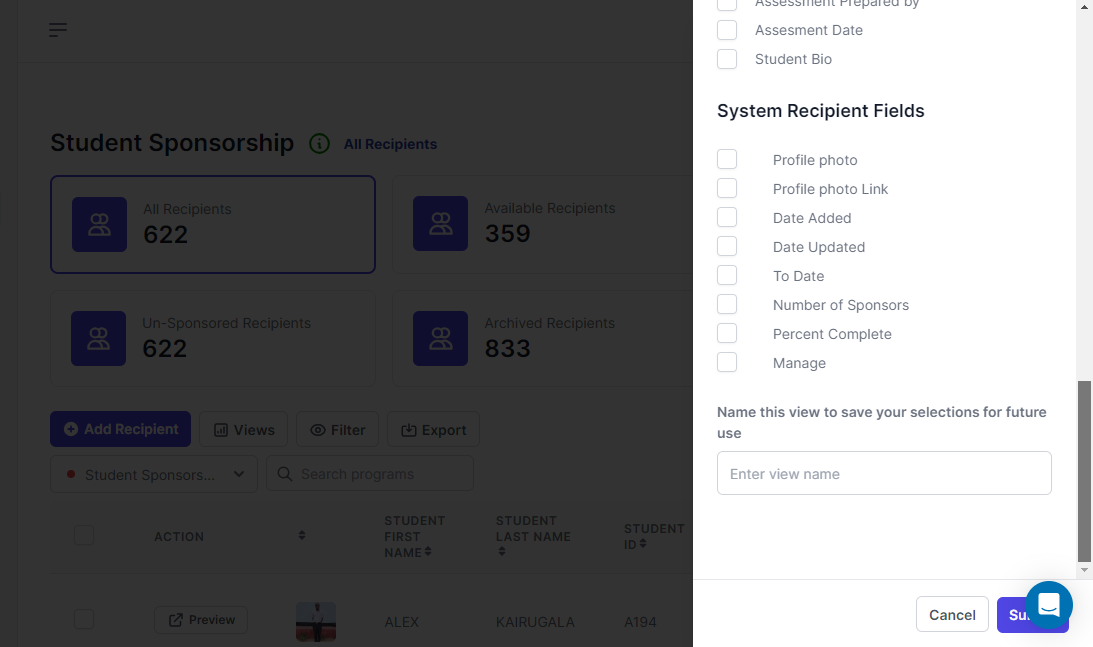 Assessment Prepared by
Assesment Date
Student Bio
System Recipient Fields
Profile photo
Profile photo Link
Date Added
Date Updated
To Date
Number of Sponsors
Percent Complete
Manage
Name this view to save your selections for future
use
Enter view name
Cancel
Student Sponsorship
All Recipients
All Recipients
622
Available Recipients
359
Un-Sponsored Recipients
622
Archived Recipients
833
Add Recipient
Views
Filter
Export
Student Sponsors...
Search programs
ACTION
STUDENT
FIRST
NAME
STUDENT
LAST NAME
STUDENT
ID
Preview
ALEX
KAIRUGALA
A194